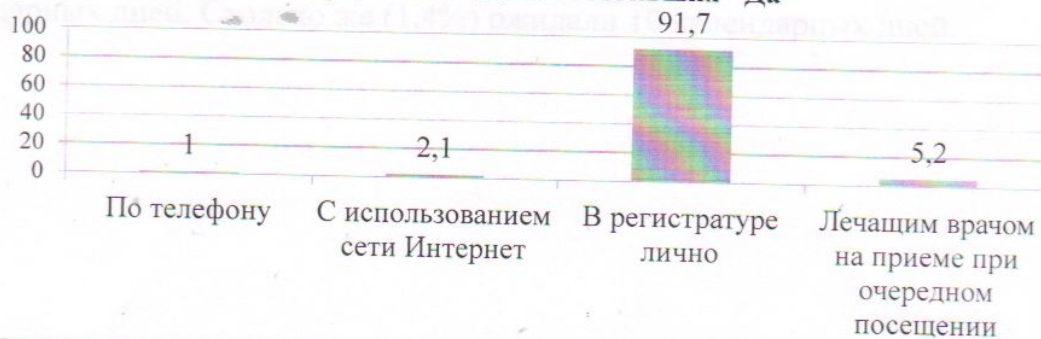 Да
100
80
60
40
20
0
1
2,1
91,7
5,2
По телефону
С использованием
сети Интернет
В регистратуре
лично
Лечащим врачом
на приеме при
очередном
посещении